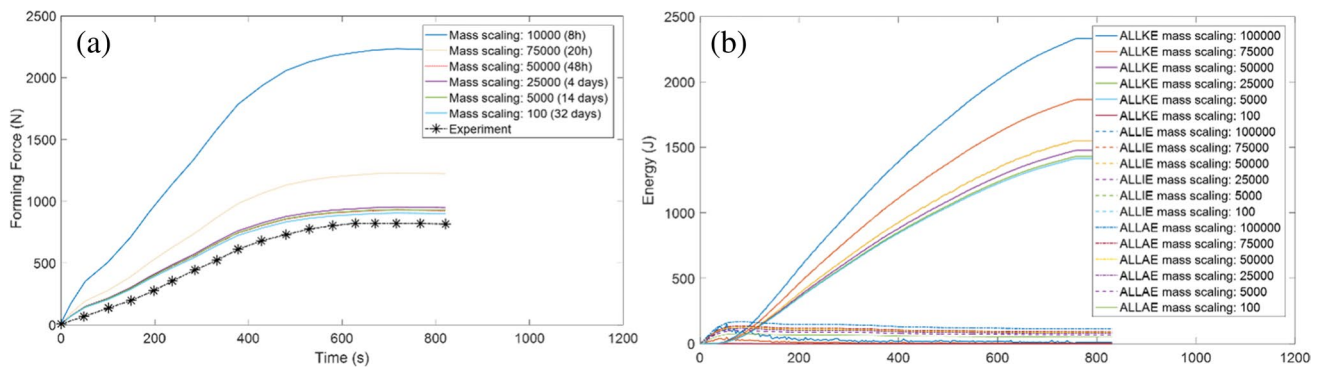 (a)
2500
2000
1500
1000
500
0
0 200 400 600 800 1000 1200
Forming Force (N)
Time (s)
Mass scaling: 10000 (8h)
Mass scaling: 75000 (20h)
Mass scaling: 50000 (48h)
Mass scaling: 25000 (4 days)
Mass scaling: 5000 (14 days)
Mass scaling: 100 (32 days)
Experiment
(b)
2500
2000
1500
1000
500
0
0 200 400 600 800 1000 1200
Energy (J)
Time (s)
ALLKE mass scaling: 100000
ALLKE mass scaling: 75000
ALLKE mass scaling: 50000
ALLKE mass scaling: 25000
ALLKE mass scaling: 5000
ALLKE mass scaling: 100
ALLIE mass scaling: 100000
ALLIE mass scaling: 75000
ALLIE mass scaling: 50000
ALLIE mass scaling: 25000
ALLIE mass scaling: 5000
ALLIE mass scaling: 100
ALLAE mass scaling: 100000
ALLAE mass scaling: 75000
ALLAE mass scaling: 50000
ALLAE mass scaling: 25000
ALLAE mass scaling: 5000
ALLAE mass scaling: 100